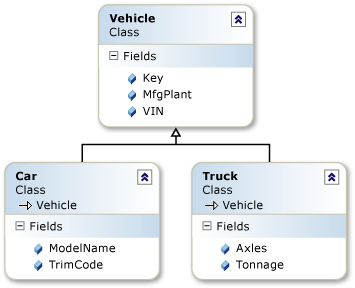 Vehicle
Class
Fields
Key
MfgPlant
VIN
Car
Class
Vehicle
Fields
ModelName
TrimCode
Truck
Class
Vehicle
Fields
Axles
Tonnage